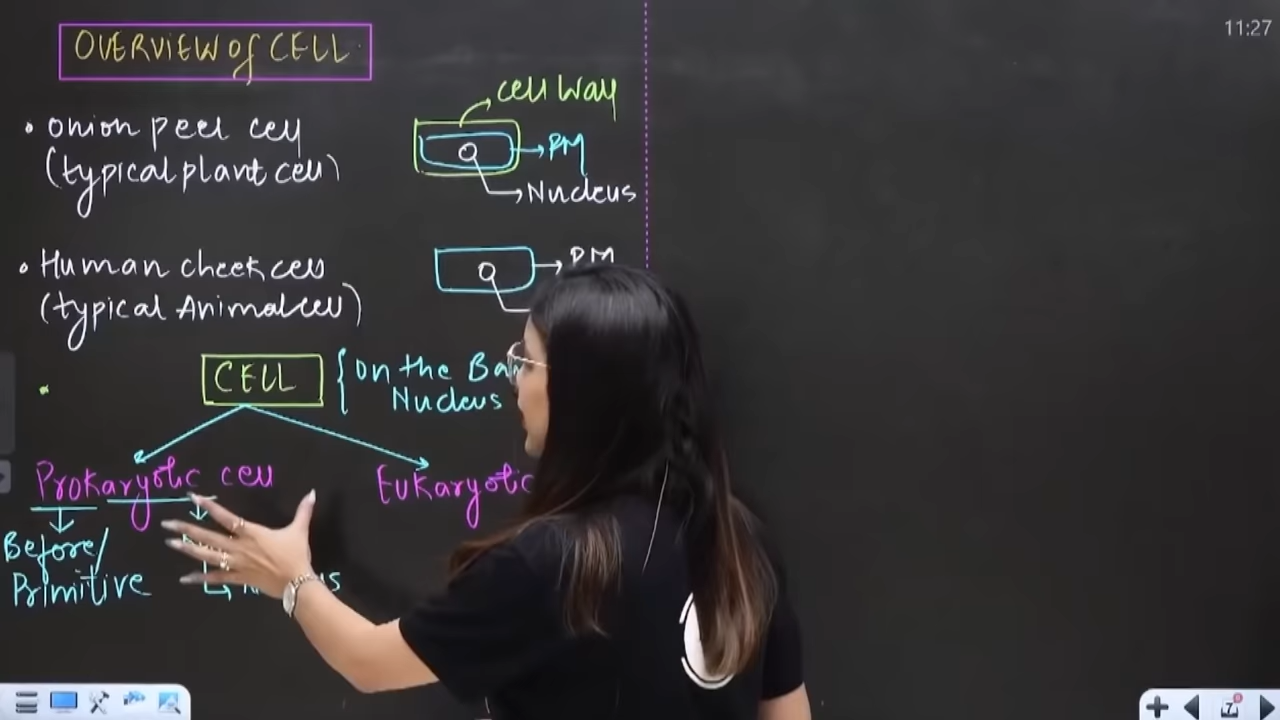 11:27
OVERVIEW of CELL
• Onion peel cell
(typical plant cell)
Cell Wall
PM
Nucleus
• Human cheek cell
(typical Animal cell)
PM
CELL
On the
Nucleus
Prokaryotic cell
Eukaryotic
Before/
Primitive